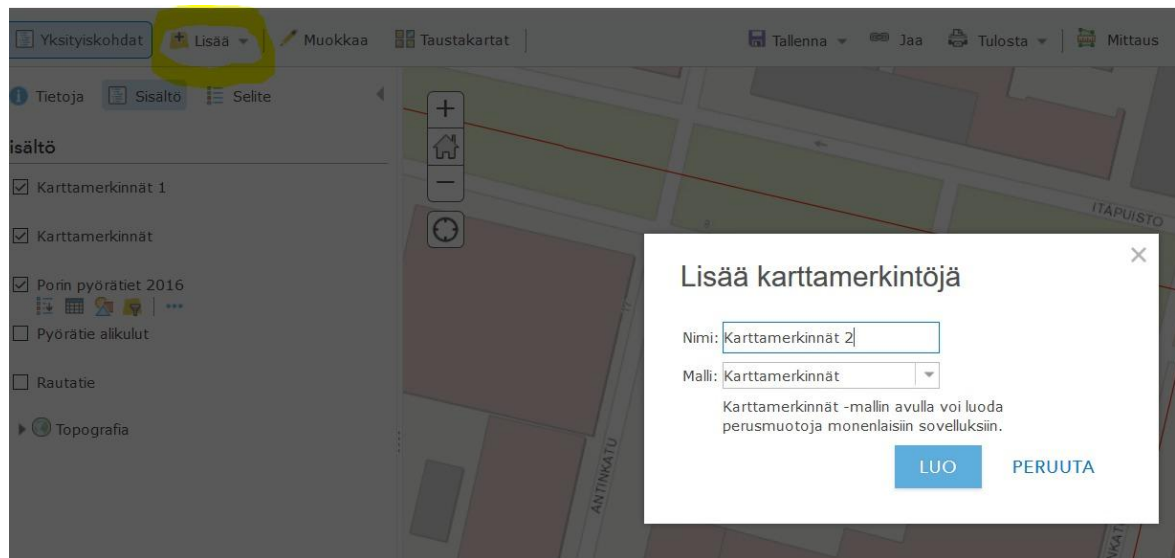 Yksityiskohdat Lisää Muokkaa Taustakartat Tallenna Jaa Tulosta Mittaus
Tietoja Sisältö Selite
isältö
Karttamerkinnät 1
Karttamerkinnät
Porin pyörätiet 2016
Pyörätie alikulut
Rautatie
Topografia
ITÄPUISTO
ANTINKATU
Lisää karttamerkintöjä
Nimi: Karttamerkinnät 2
Malli: Karttamerkinnät
Karttamerkinnät -mallin avulla voi luoda
perusmuotoja monenlaisiin sovelluksiin.
LUO PERUUTA